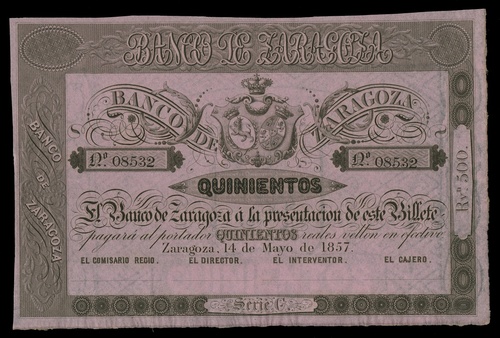 BANCO DE ZARAGOZA
BANCO DE ZARAGOZA
BANCO DE ZARAGOZA
Nº 08532
Nº 08532
QUINIENTOS
El Banco de Zaragoza á la presentacion de este Billete
pagará al portador QUINIENTOS reales vellon en efectivo
Zaragoza, 14 de Mayo de 1857.
EL COMISARIO REGIO. EL DIRECTOR. EL INTERVENTOR. EL CAJERO.
Rs. vn. 500.
Serie C.